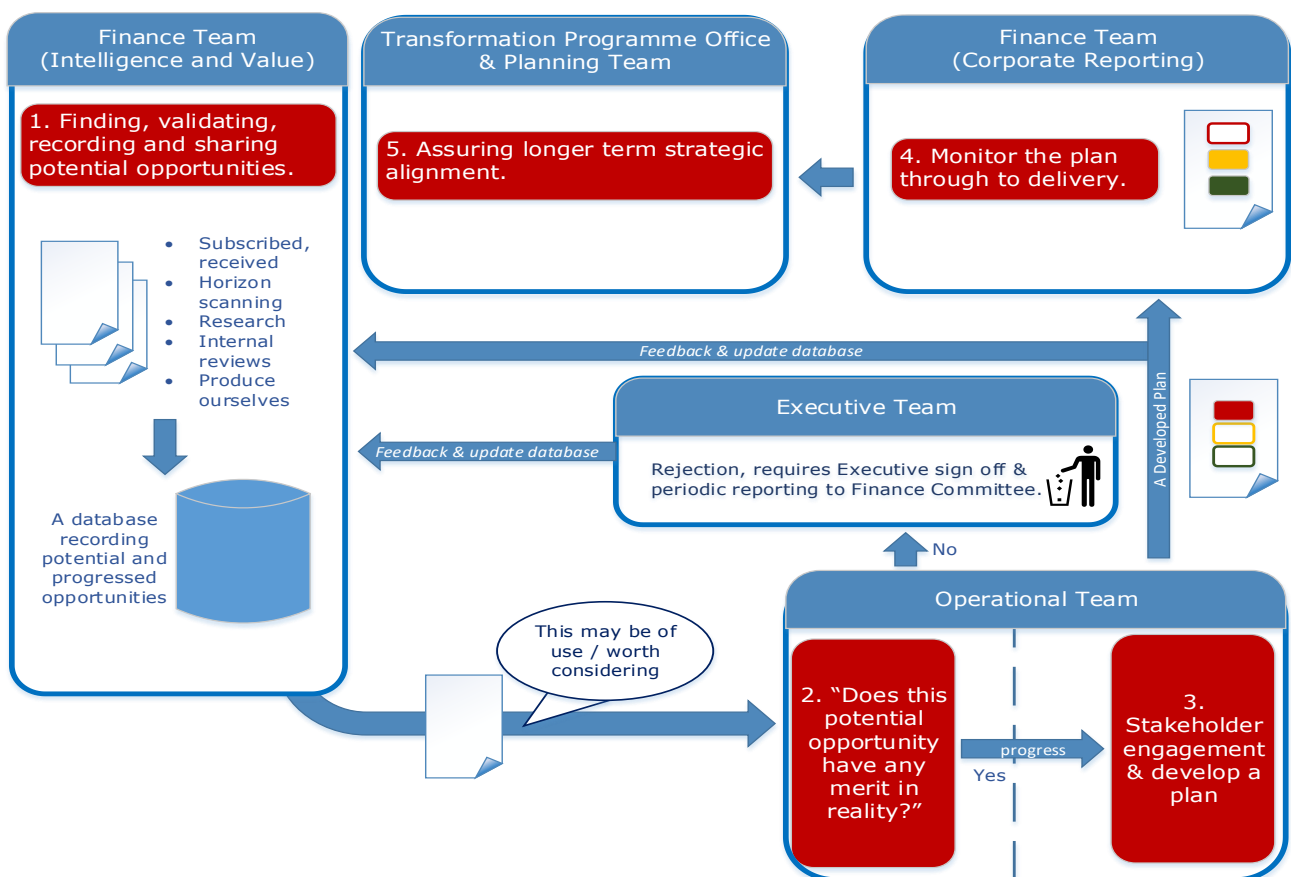 Finance Team
(Intelligence and Value)
1. Finding, validating,
recording and sharing
potential opportunities.
• Subscribed,
received
• Horizon
scanning
• Research
• Internal
reviews
• Produce
ourselves
A database
recording
potential and
progressed
opportunities
Transformation Programme Office
& Planning Team
5. Assuring longer term strategic
alignment.
Finance Team
(Corporate Reporting)
4. Monitor the plan
through to delivery.
Feedback & update database
A Developed Plan
Executive Team
Feedback & update database
Rejection, requires Executive sign off &
periodic reporting to Finance Committee.
No
Operational Team
This may be of
use / worth
considering
2. “Does this
potential
opportunity
have any
merit in
reality?”
progress
Yes
3.
Stakeholder
engagement
& develop a
plan